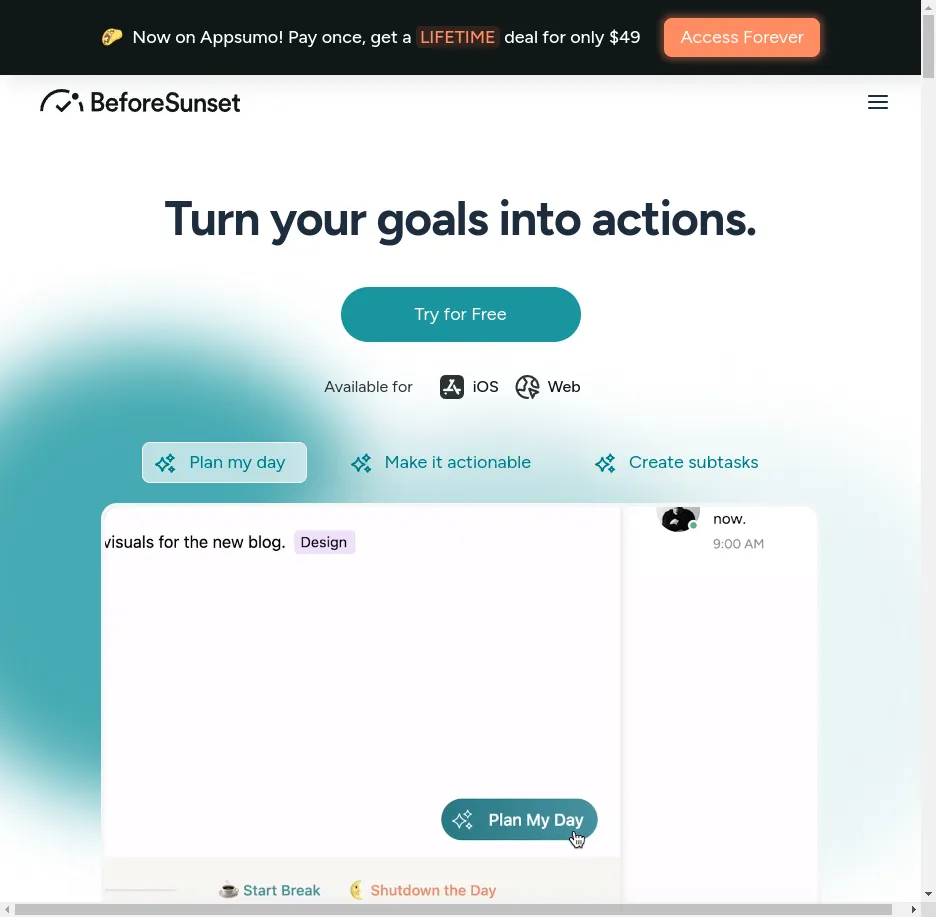 🌮 Now on Appsumo! Pay once, get a LIFETIME deal for only $49 Access Forever
BeforeSunset
Turn your goals into actions.
Try for Free
Available for iOS Web
Plan my day Make it actionable Create subtasks
now.
visuals for the new blog. Design
9:00 AM
Plan My Day
Start Break Shutdown the Day